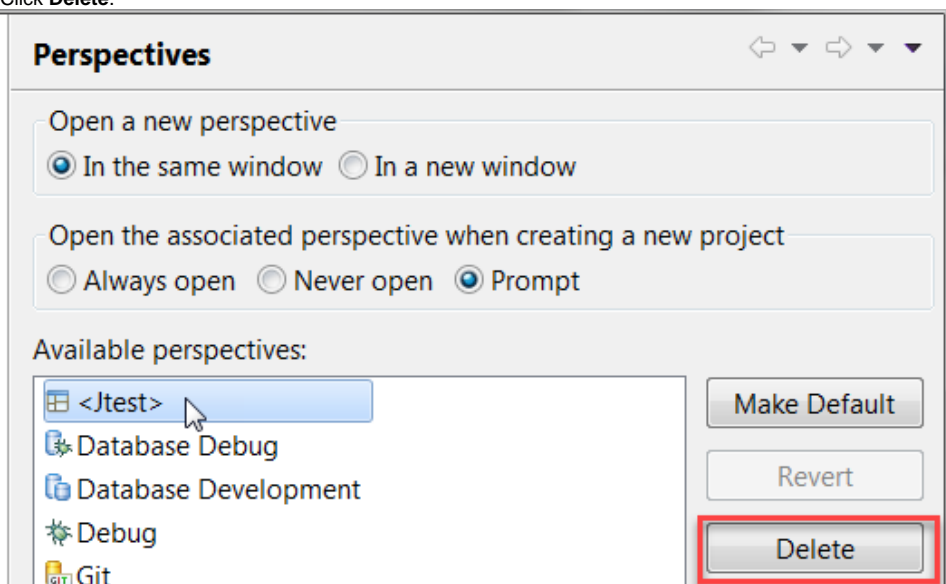 Click Delete.
Perspectives
Open a new perspective
In the same window In a new window
Open the associated perspective when creating a new project
Always open Never open Prompt
Available perspectives:
<Jtest>
Make Default
Database Debug
Database Development
Revert
Debug
Delete
GIT Git